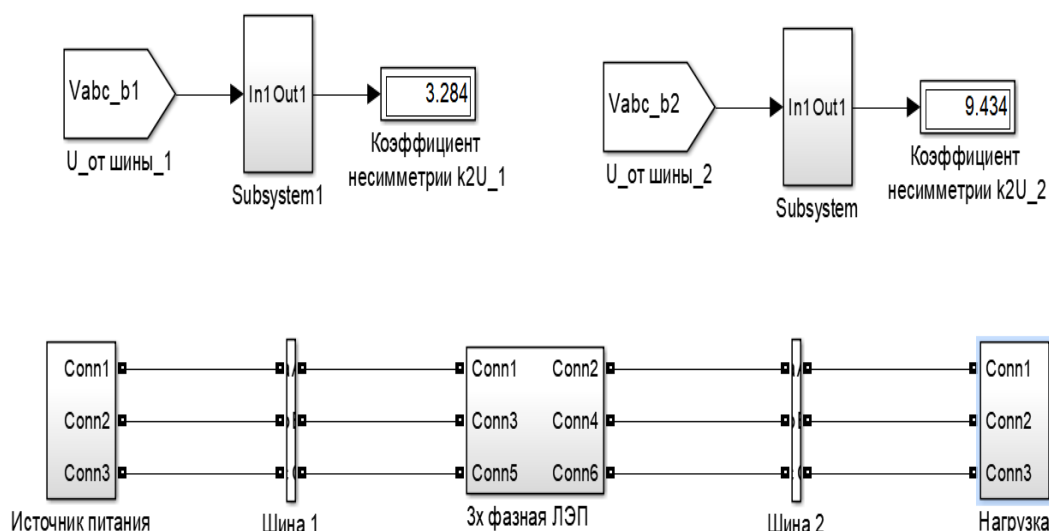 Vabc_b1
In1 Out1
3.284
U_от шины_1
Subsystem1
Коэффициент
несимметрии k2U_1
Vabc_b2
In1 Out1
9.434
U_от шины_2
Subsystem
Коэффициент
несимметрии k2U_2
Conn1
Conn2
Conn3
Источник питания
Шина 1
Conn1 Conn2
Conn3 Conn4
Conn5 Conn6
3х фазная ЛЭП
Шина 2
Conn1
Conn2
Conn3
Нагрузка